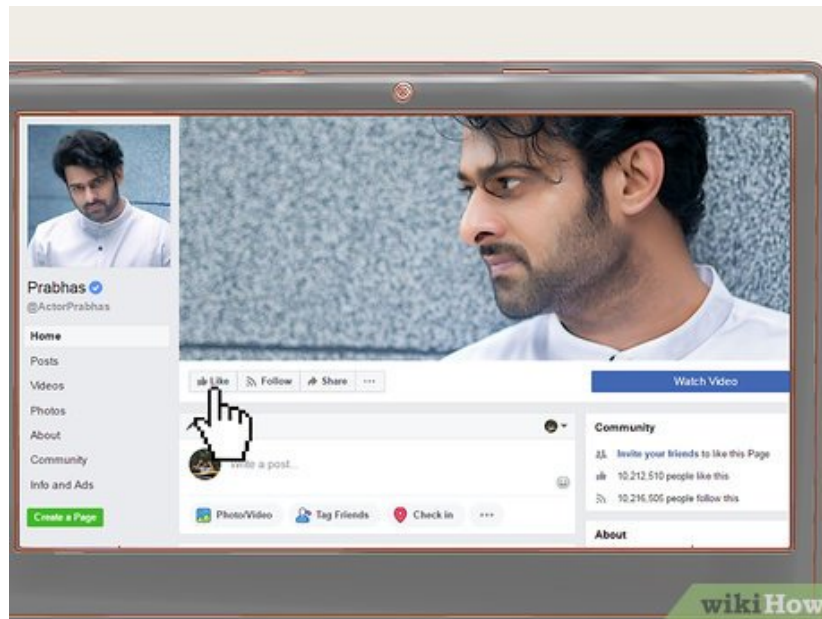 Prabhas
@ActorPrabhas
Home
Posts
Videos
Photos
About
Community
Info and Ads
Create a Page
Like Follow Share ...
Watch Video
Write a post...
Photo/Video Tag Friends Check in ...
Community
Invite your friends to like this Page
10,212,510 people like this
10,216,505 people follow this
About
wikiHow